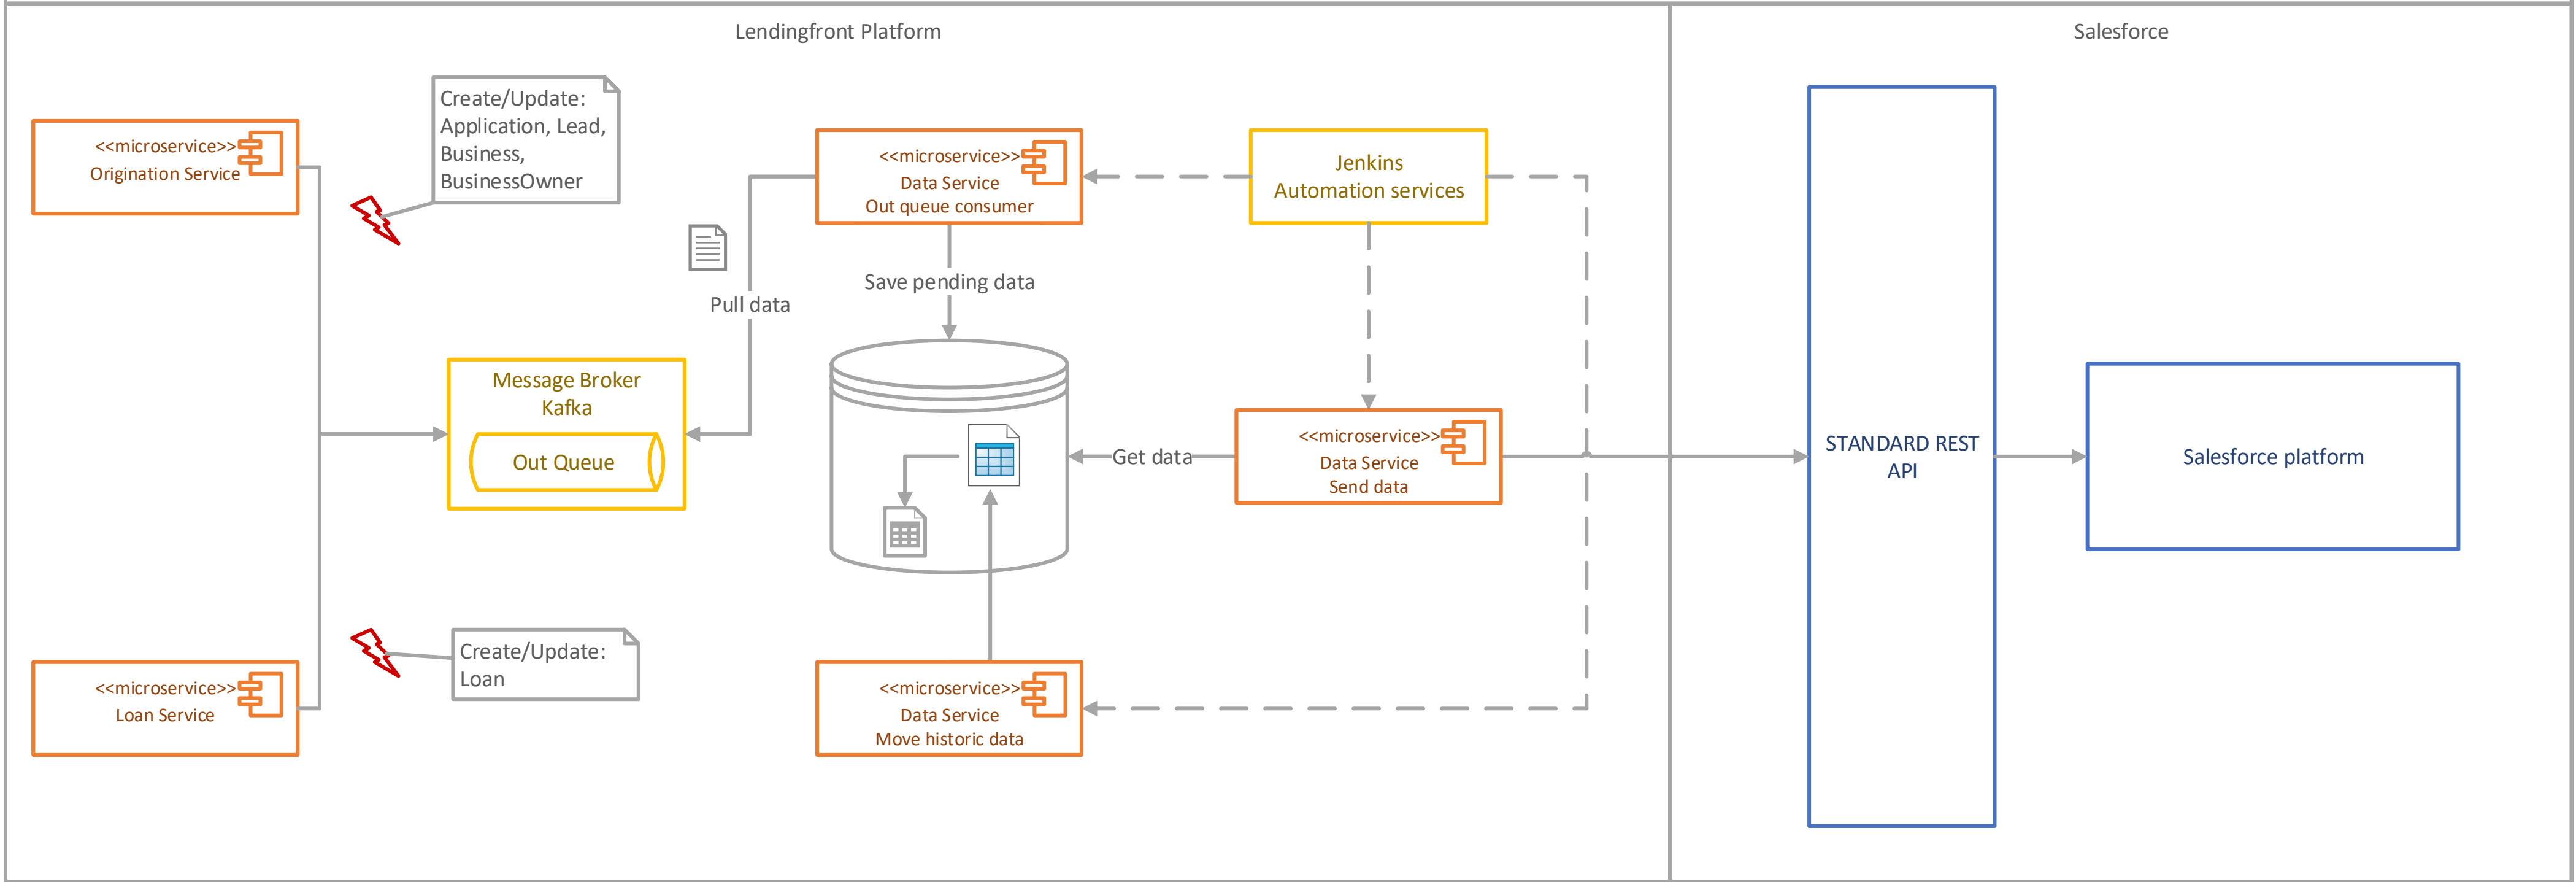 Lendingfront Platform
Salesforce
Create/Update:
Application, Lead,
Business,
BusinessOwner
<<microservice>>
Origination Service
<<microservice>>
Data Service
Out queue consumer
Jenkins
Automation services
Save pending data
Pull data
Message Broker
Kafka
Out Queue
Get data
<<microservice>>
Data Service
Send data
STANDARD REST
API
Salesforce platform
Create/Update:
Loan
<<microservice>>
Loan Service
<<microservice>>
Data Service
Move historic data